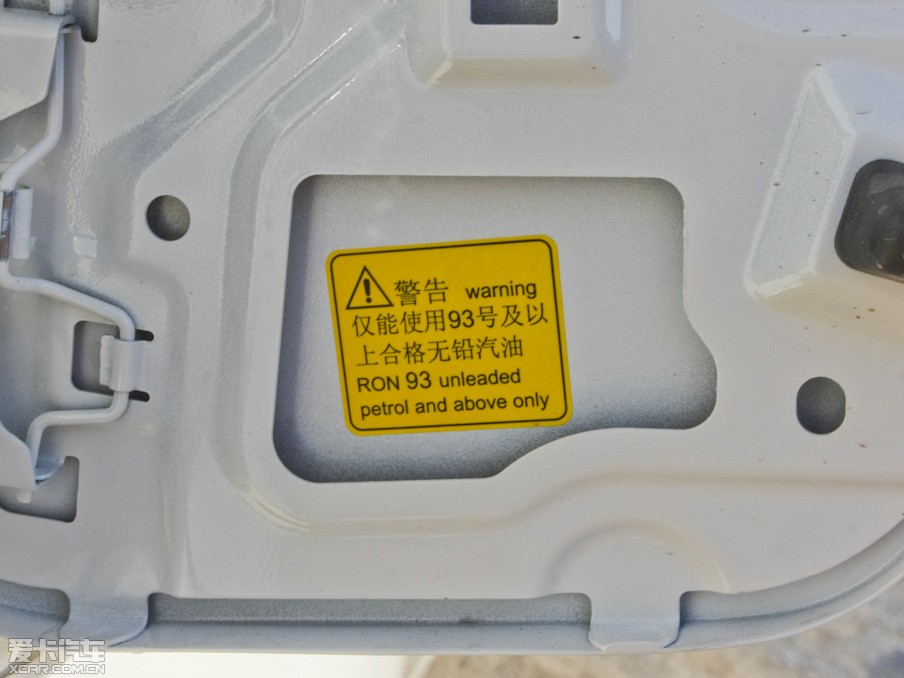 警告 warning
仅能使用93号及以
上合格无铅汽油
RON 93 unleaded
petrol and above only
爱卡汽车
XCAR.COM.CN